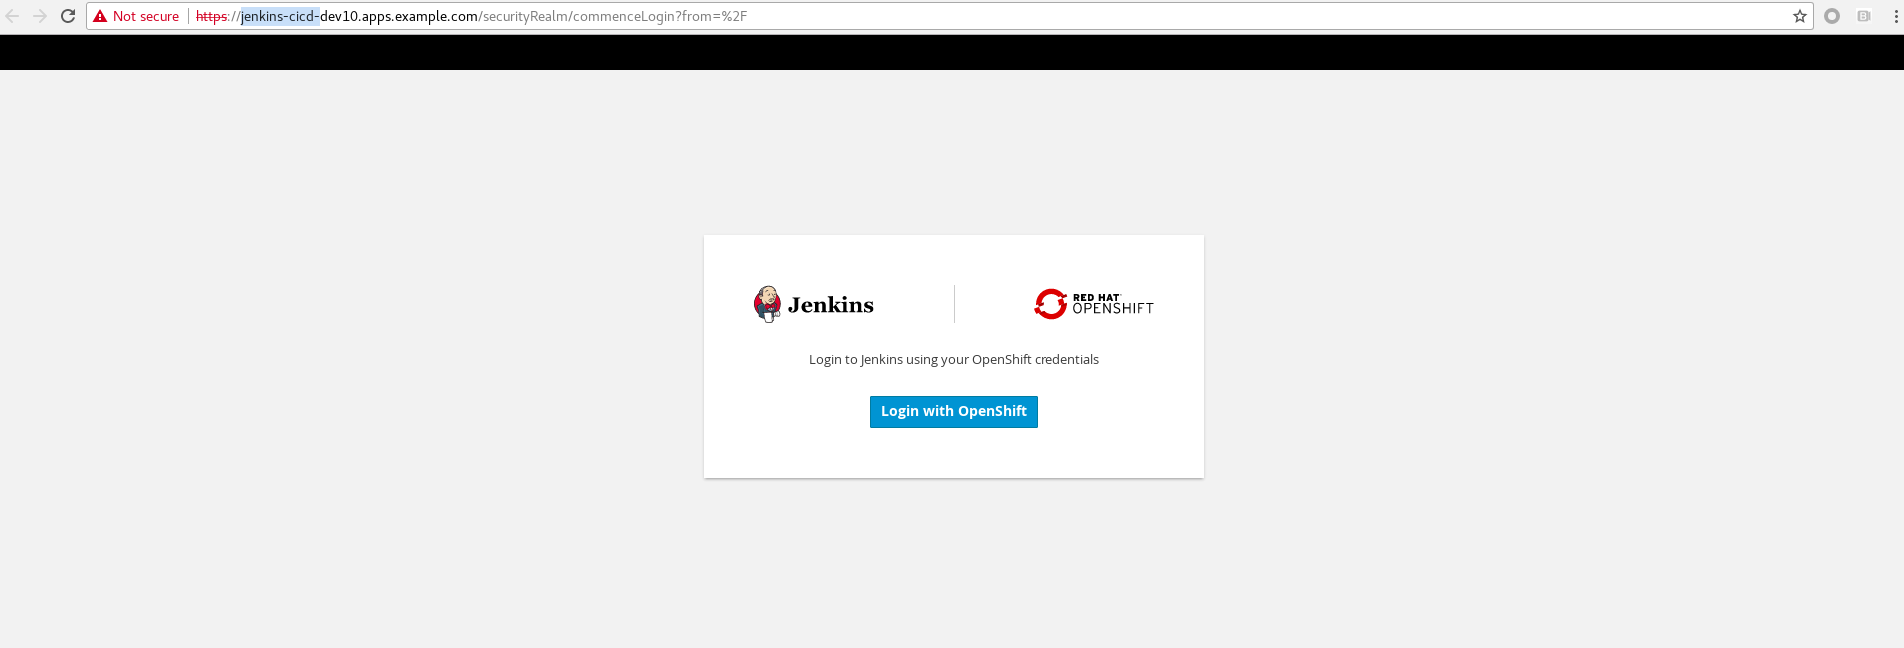 Not secure https://jenkins-cicd-dev10.apps.example.com/securityRealm/commenceLogin?from=%2F
Jenkins
RED HAT
OPENSHIFT
Login to Jenkins using your OpenShift credentials
Login with OpenShift